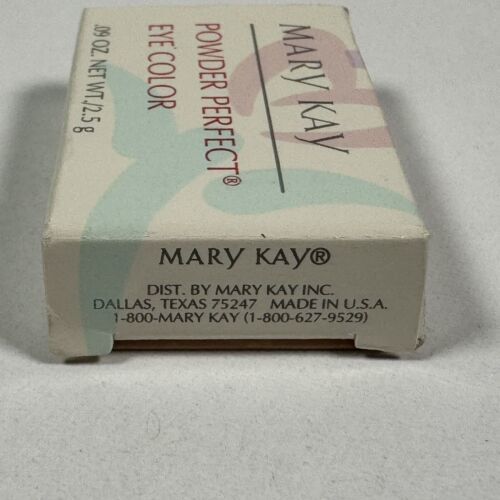 MARY KAY
POWDER PERFECT®
EYE COLOR
.09 OZ. NET WT./2.5 g
MARY KAY®
DIST. BY MARY KAY INC.
DALLAS, TEXAS 75247 MADE IN U.S.A.
1-800-MARY KAY (1-800-627-9529)